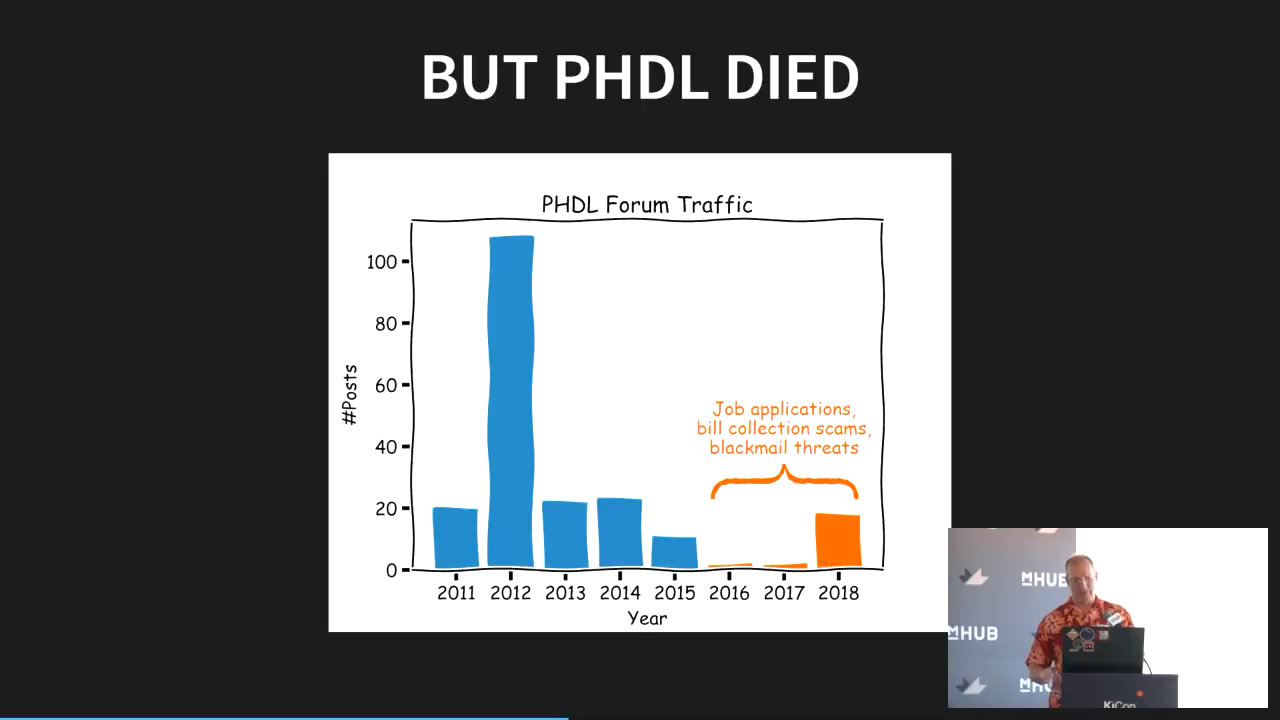 BUT PHDL DIED
PHDL Forum Traffic
100
80
60
40
20
0
#Posts
Job applications,
bill collection scams,
blackmail threats
2011 2012 2013 2014 2015 2016 2017 2018
Year
MHUB
MHUB
KiCon